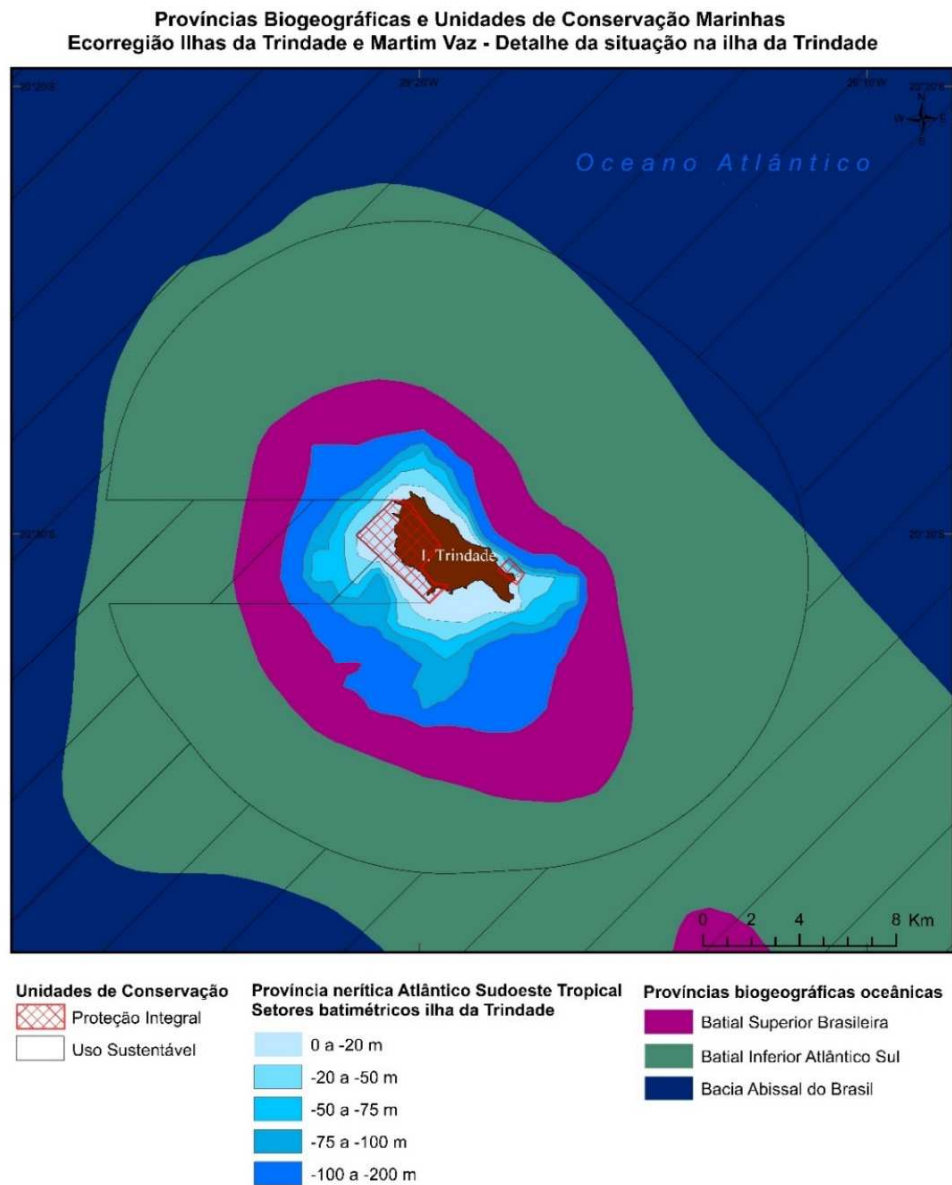 Províncias Biogeográficas e Unidades de Conservação Marinhas
Ecorregião Ilhas da Trindade e Martim Vaz - Detalhe da situação na ilha da Trindade
Oceano Atlântico
N
W E
S
I. Trindade
0 2 4 8 Km
Unidades de Conservação
Proteção Integral
Uso Sustentável
Província nerítica Atlântico Sudoeste Tropical
Setores batimétricos ilha da Trindade
0 a -20 m
-20 a -50 m
-50 a -75 m
-75 a -100 m
-100 a -200 m
Províncias biogeográficas oceânicas
Batial Superior Brasileira
Batial Inferior Atlântico Sul
Bacia Abissal do Brasil